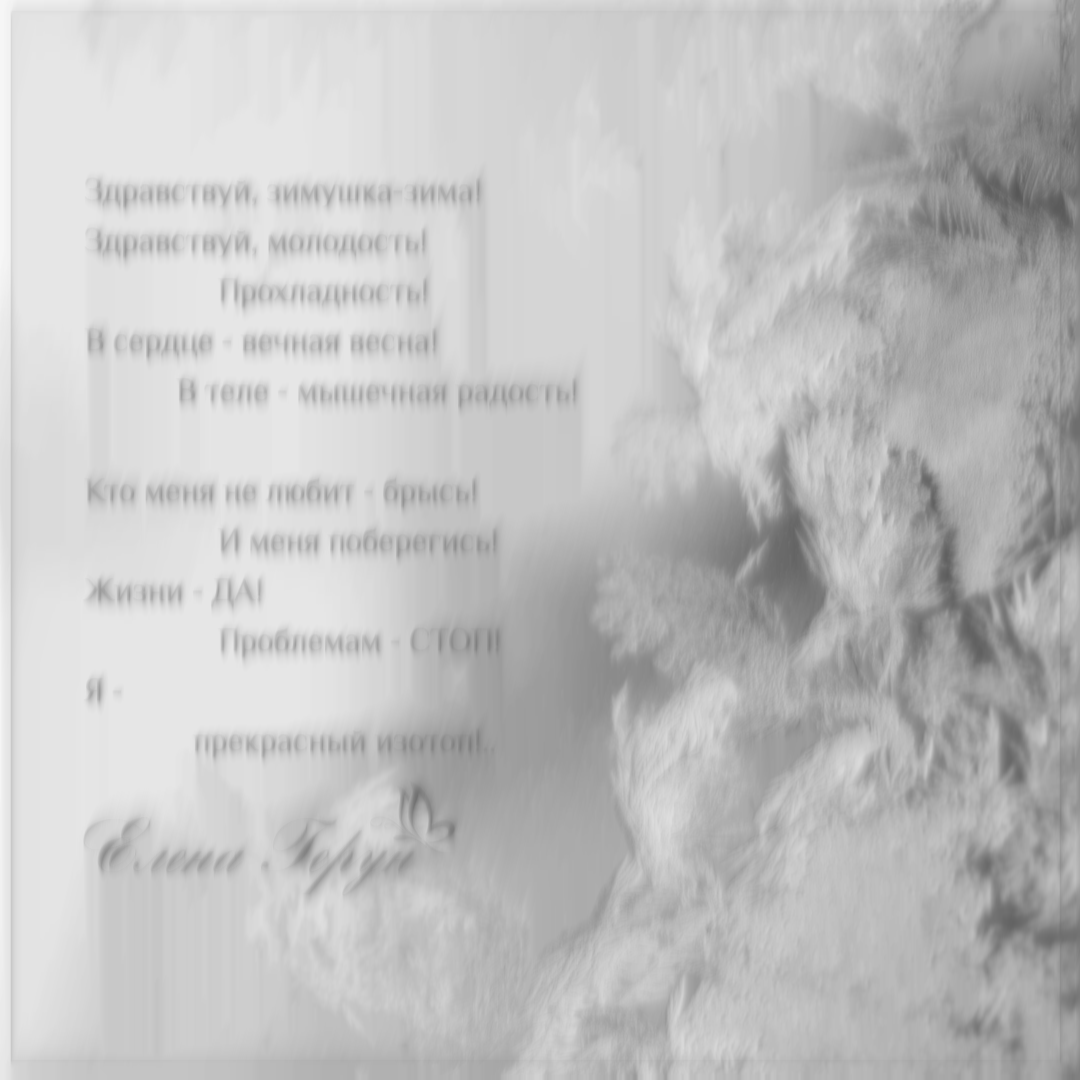 Здравствуй, зимушка-зима!
Здравствуй, молодость!
Прохладность!
В сердце - вечная весна!
В теле - мышечная радость!
Кто меня не любит - брысь!
И меня поберегись!
Жизни - ДА!
Проблемам - СТОП!
Я -
прекрасный изотоп!..
Елена Герун